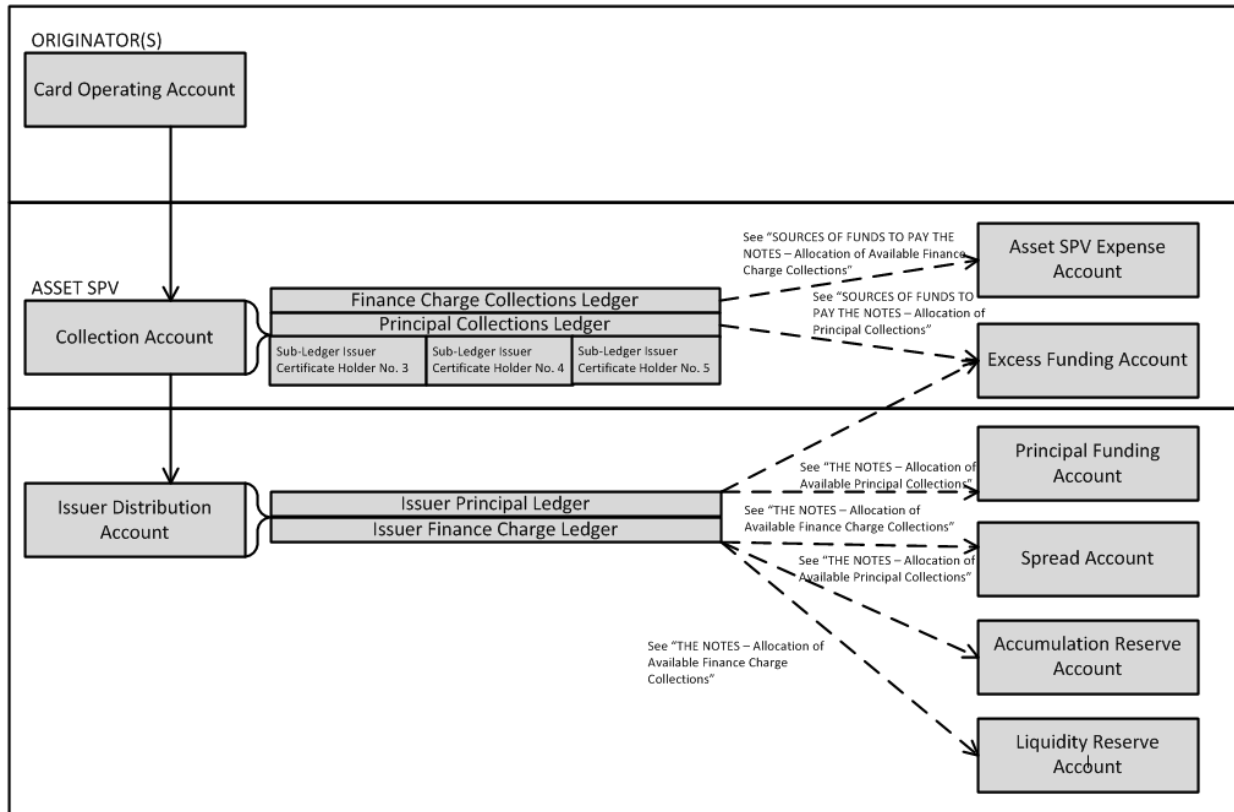 ORIGINATOR(S)
Card Operating Account
See “SOURCES OF FUNDS TO PAY THE
NOTES – Allocation of Available Finance
Charge Collections”
Asset SPV Expense
Account
ASSET SPV
Collection Account
Finance Charge Collections Ledger
Principal Collections Ledger
Sub-Ledger Issuer
Certificate Holder No. 3
Sub-Ledger Issuer
Certificate Holder No. 4
Sub-Ledger Issuer
Certificate Holder No. 5
See “SOURCES OF FUNDS TO
PAY THE NOTES – Allocation of
Principal Collections”
Excess Funding Account
Issuer Distribution
Account
Issuer Principal Ledger
Issuer Finance Charge Ledger
See “THE NOTES – Allocation of
Available Principal Collections”
Principal Funding
Account
See “THE NOTES – Allocation of
Available Finance Charge Collections”
Spread Account
See “THE NOTES – Allocation of
Available Principal Collections”
Accumulation Reserve
Account
See “THE NOTES – Allocation of
Available Finance Charge
Collections”
Liquidity Reserve
Account